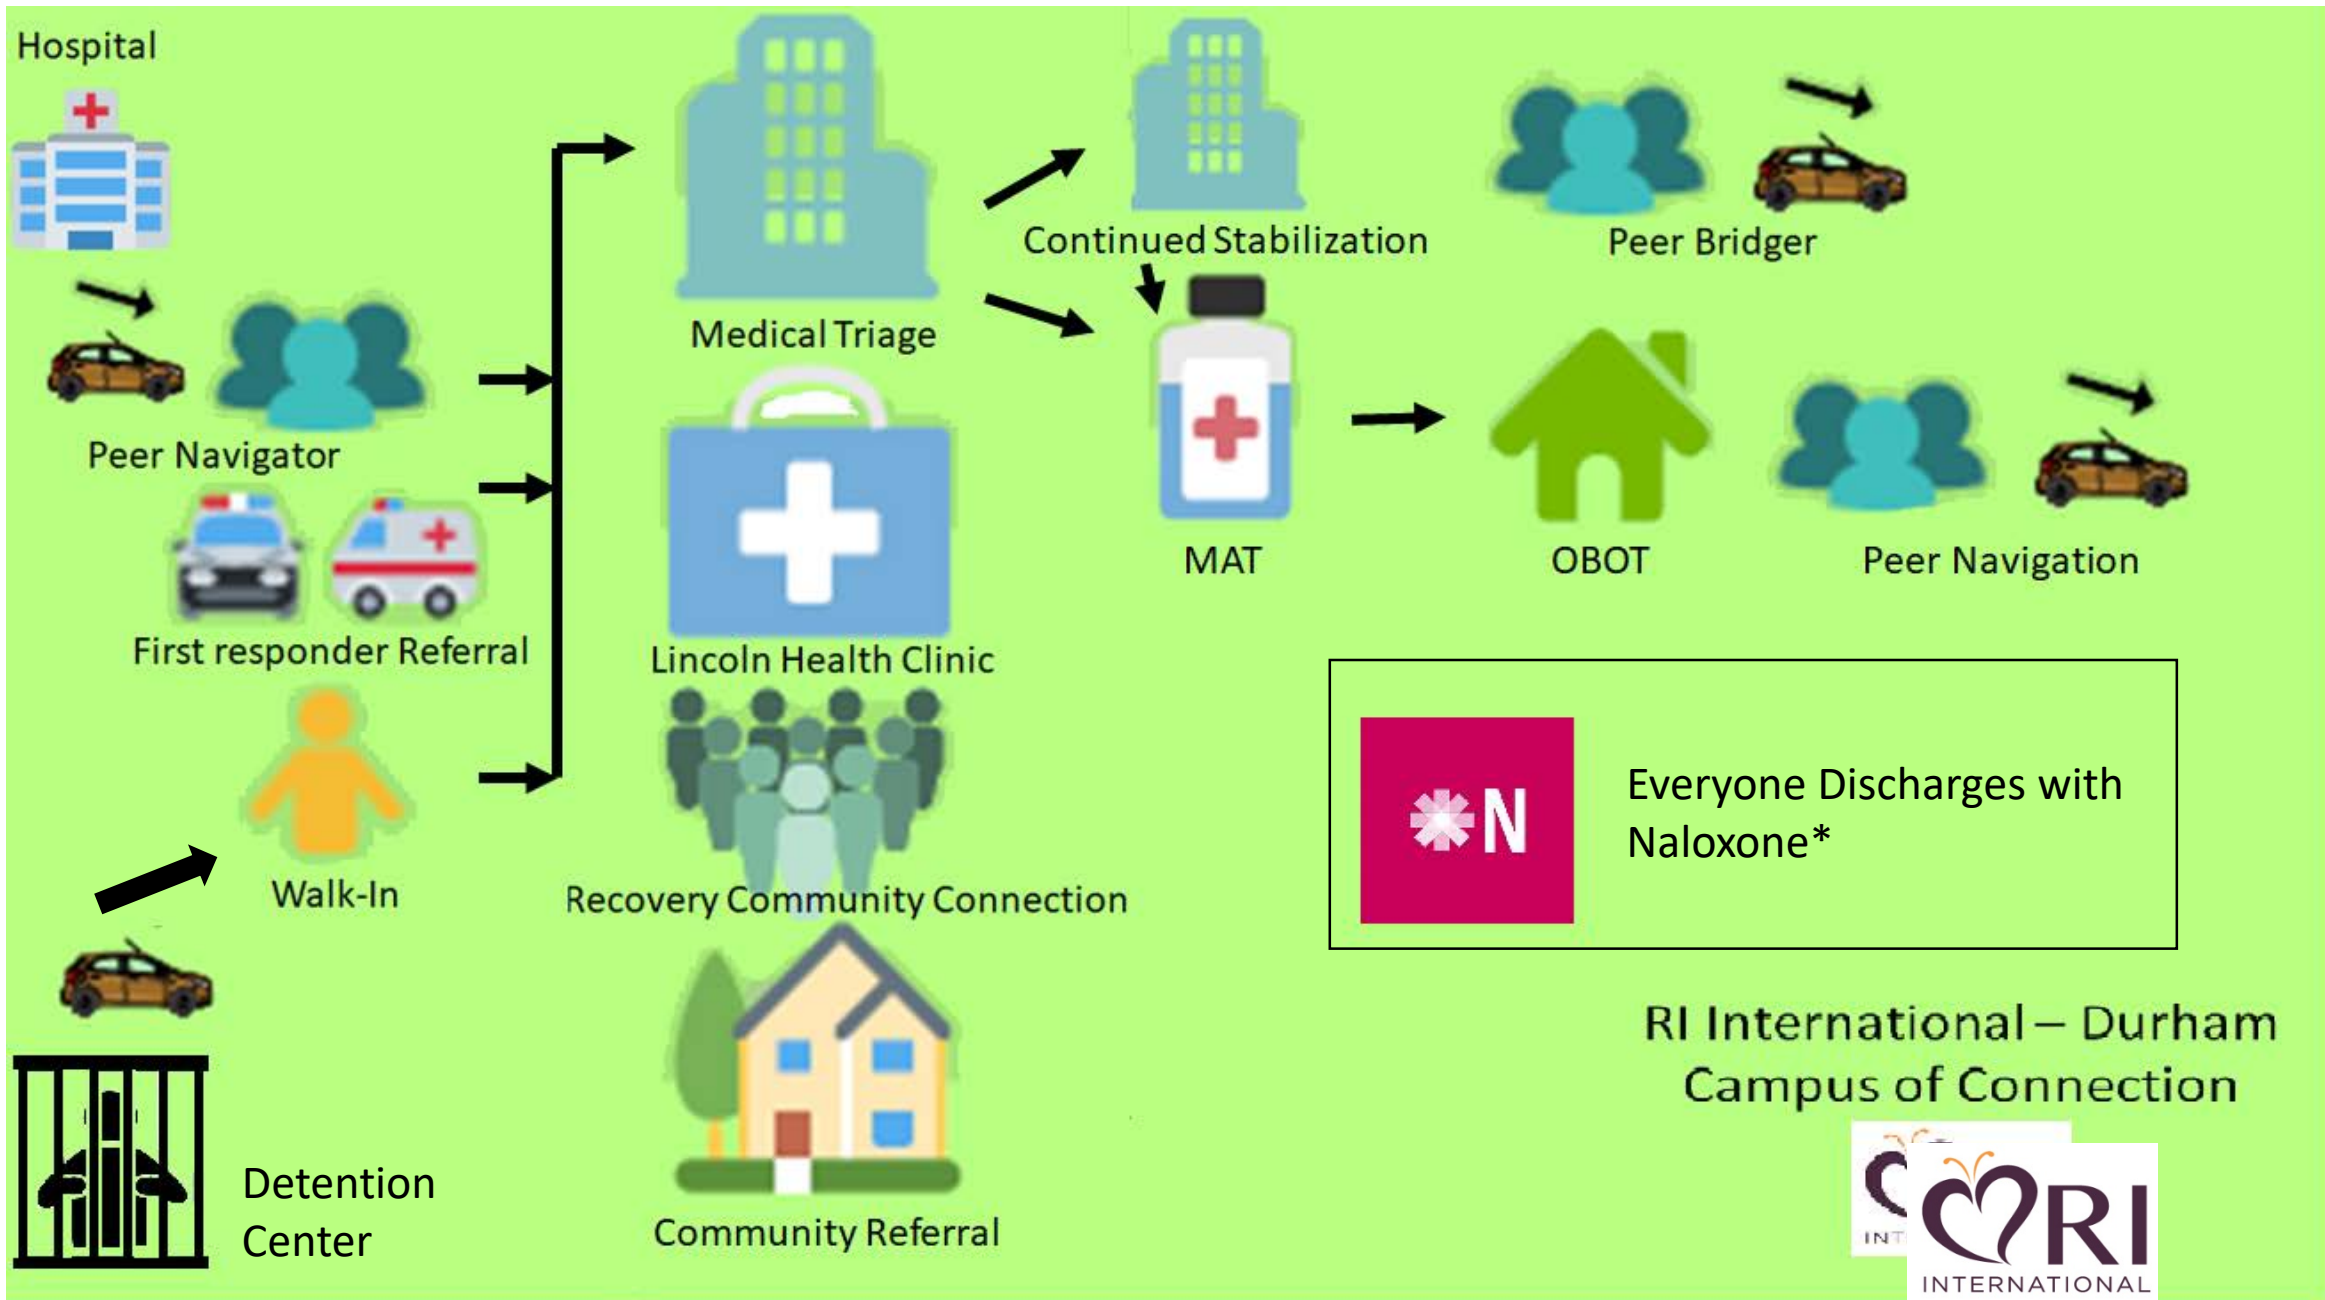 Hospital
Continued Stabilization
Peer Bridger
Medical Triage
Peer Navigator
MAT
OBOT
Peer Navigation
First responder Referral
Lincoln Health Clinic
N
Everyone Discharges with
Naloxone*
Walk-In
Recovery Community Connection
RI International – Durham
Campus of Connection
Detention
Center
Community Referral
INT
RI
INTERNATIONAL